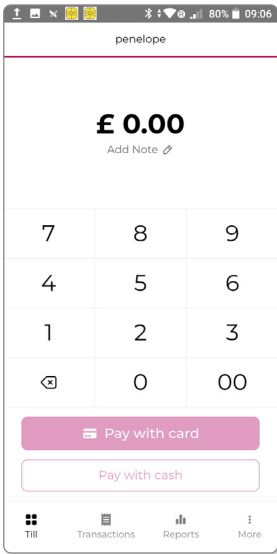 80% 09:06
penelope
£ 0.00
Add Note
7 8 9
4 5 6
1 2 3
0 00
Pay with card
Pay with cash
Till Transactions Reports More